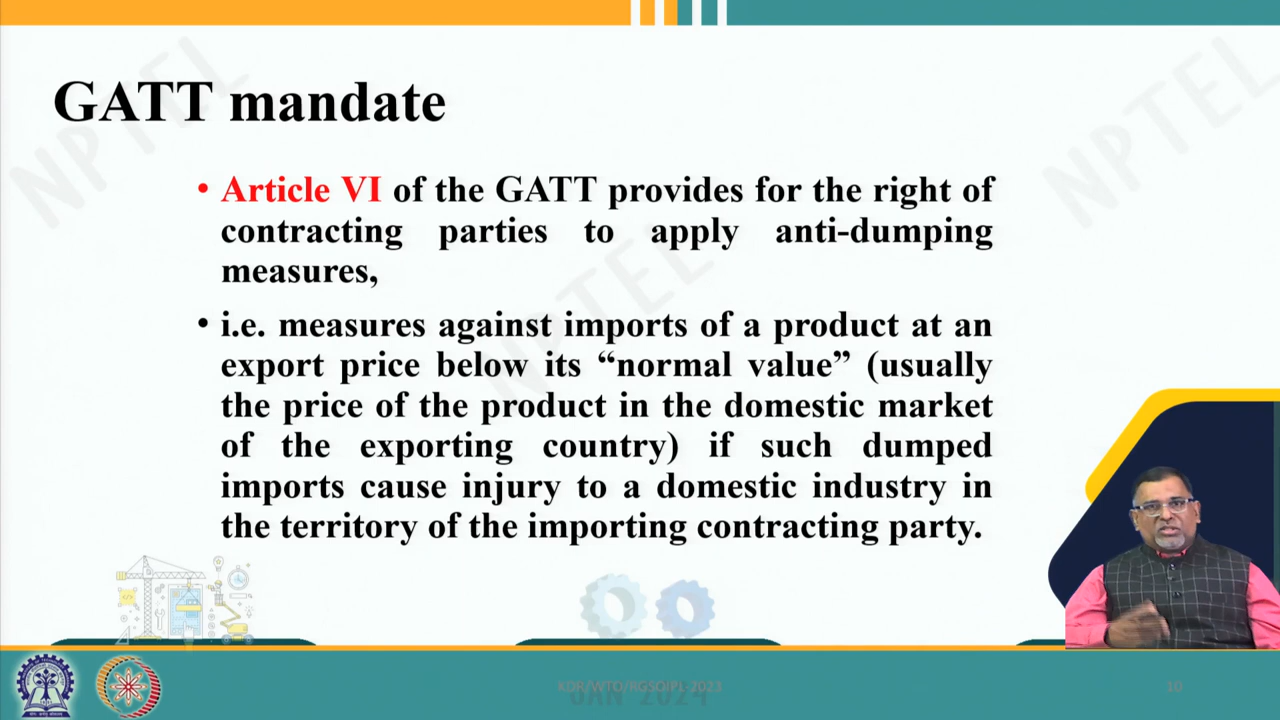 GATT mandate
• Article VI of the GATT provides for the right of
contracting parties to apply anti-dumping
measures,
• i.e. measures against imports of a product at an
export price below its “normal value” (usually
the price of the product in the domestic market
of the exporting country) if such dumped
imports cause injury to a domestic industry in
the territory of the importing contracting party.
NPTEL
NPTEL
NPTEL
KDR/WTO/RGSOIPL-2023
JAN 2024
10